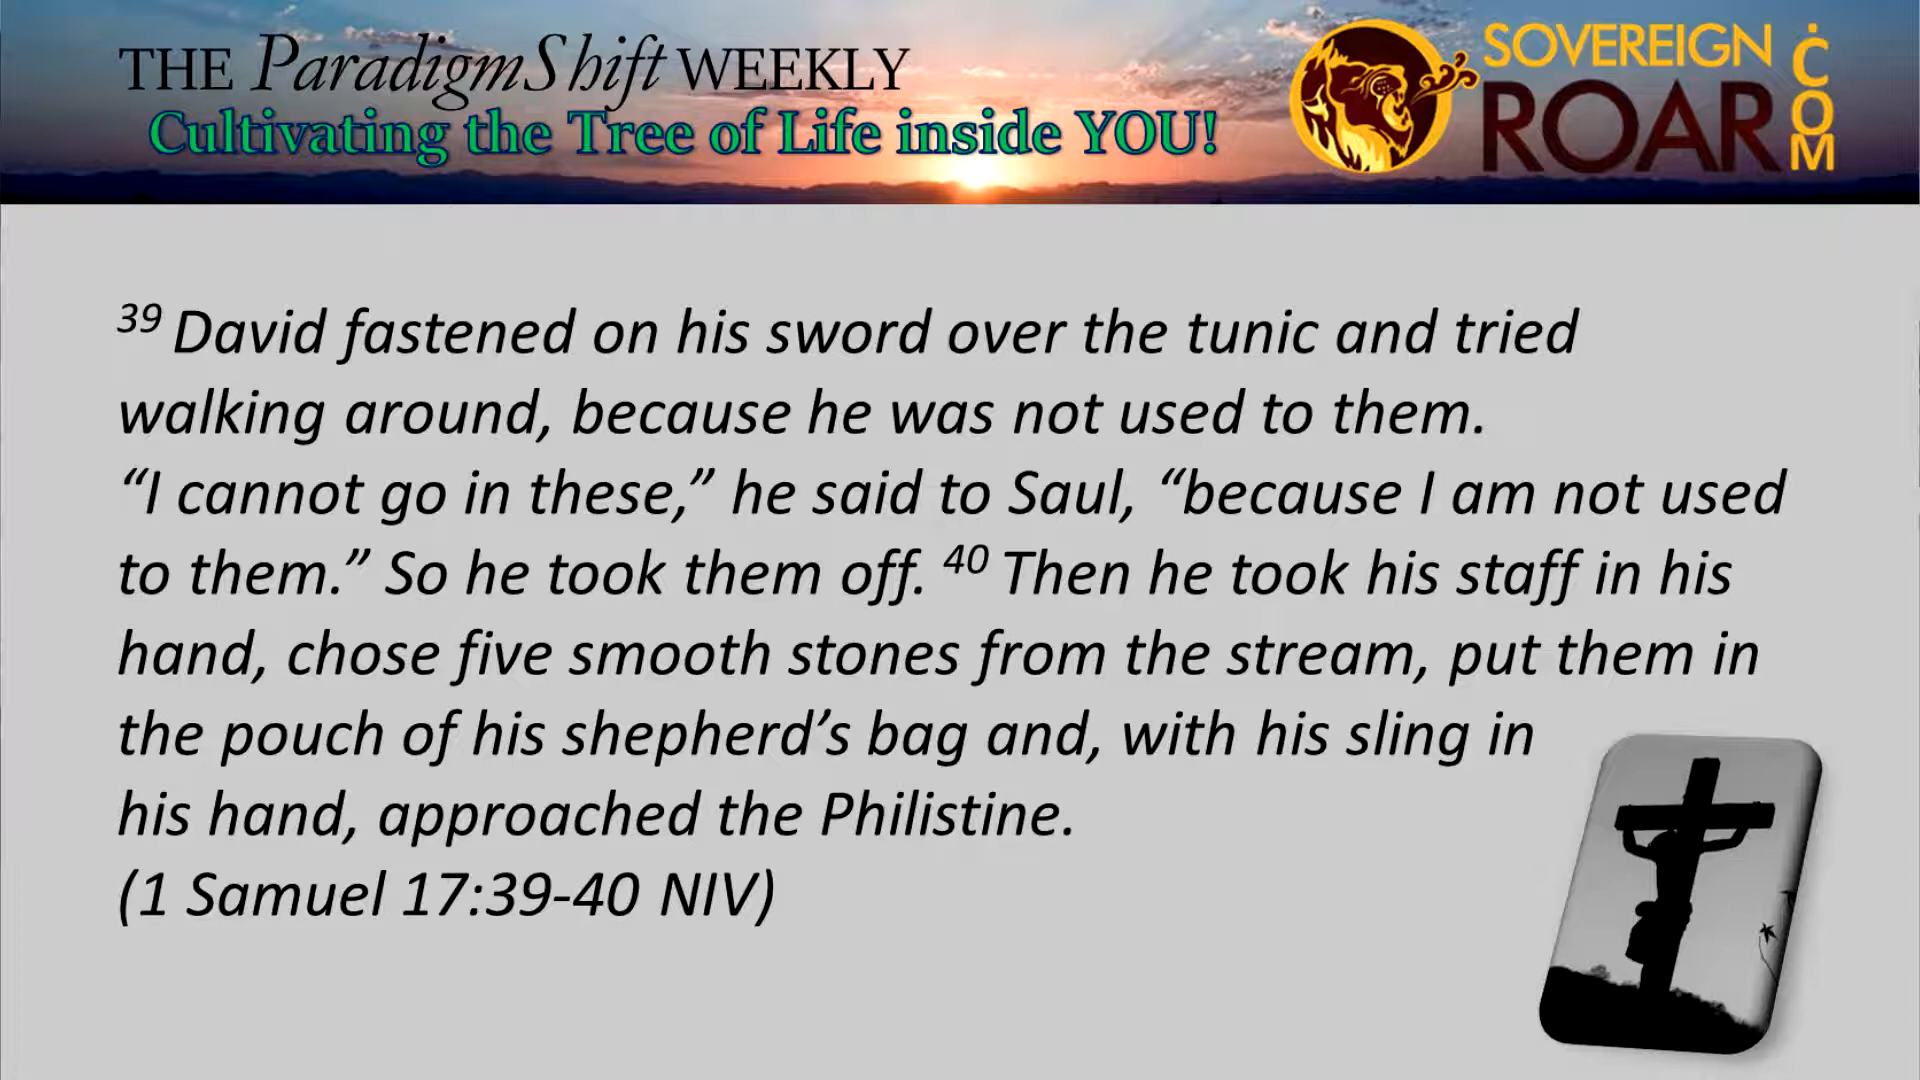 THE ParadigmShift WEEKLY
Cultivating the Tree of Life inside YOU!
SOVEREIGN
ROAR
.COM
39 David fastened on his sword over the tunic and tried
walking around, because he was not used to them.
“I cannot go in these,” he said to Saul, “because I am not used
to them.” So he took them off. 40 Then he took his staff in his
hand, chose five smooth stones from the stream, put them in
the pouch of his shepherd’s bag and, with his sling in
his hand, approached the Philistine.
(1 Samuel 17:39-40 NIV)